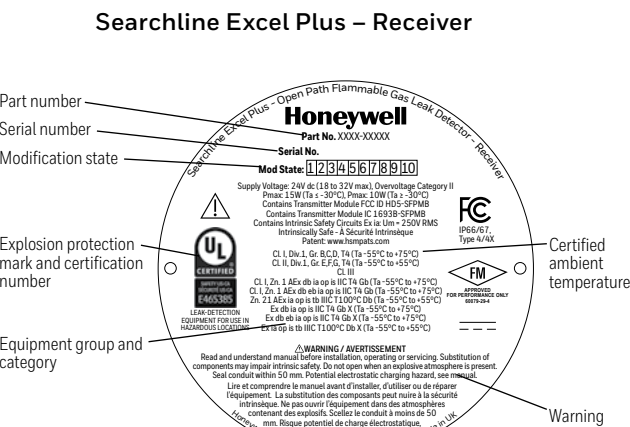 Searchline Excel Plus – Receiver
Searchline Excel Plus - Open Path Flammable Gas Leak Detector - Receiver
Part number
Serial number
Modification state
Explosion protection
mark and certification
number
Equipment group and
category
Honeywell
Part No. XXXX-XXXXX
Serial No.
Mod State: 1 2 3 4 5 6 7 8 9 10
Supply Voltage: 24V dc (18 to 32V max), Overvoltage Category II
Pmax: 15W (Ta ≤ -30°C), Pmax: 10W (Ta ≥ -30°C)
Contains Transmitter Module FCC ID HD5-SFPMB
Contains Transmitter Module IC 1693B-SFPMB
Contains Intrinsic Safety Circuits Ex ia: Um = 250V RMS
Intrinsically Safe - À Sécurité Intrinsèque
Patent: www.hsmpats.com
Cl. I, Div.1, Gr. B,C,D, T4 (Ta -55°C to +75°C)
Cl. II, Div.1, Gr. E,F,G, T4 (Ta -55°C to +55°C)
Cl. III
Cl. I, Zn. 1 AEx db ia op is IIC T4 Gb (Ta -55°C to +75°C)
Cl. I, Zn. 1 AEx db eb ia op is IIC T4 Gb (Ta -55°C to +75°C)
Zn. 21 AEx ia op is tb IIIC T100°C Db (Ta -55°C to +55°C)
Ex db ia op is IIC T4 Gb X (Ta -55°C to +75°C)
Ex db eb ia op is IIC T4 Gb X (Ta -55°C to +75°C)
Ex ia op is tb IIIC T100°C Db X (Ta -55°C to +55°C)
UL
CERTIFIED
SAFETY US-CA
SÉCURITÉ US-CA
E465385
LEAK-DETECTION
EQUIPMENT FOR USE IN
HAZARDOUS LOCATIONS
FC
IP66/67,
Type 4/4X
FM
APPROVED
FOR PERFORMANCE ONLY
60079-29-4
WARNING / AVERTISSEMENT
Read and understand manual before installation, operating or servicing. Substitution of
components may impair intrinsic safety. Do not open when an explosive atmosphere is present.
Seal conduit within 50 mm. Potential electrostatic charging hazard, see manual.
Lire et comprendre le manuel avant d'installer, d'utiliser ou de réparer
l'équipement. La substitution des composants peut nuire à la sécurité
intrinsèque. Ne pas ouvrir l'équipement dans des atmosphères
contenant des explosifs. Scellez le conduit à moins de 50
mm. Risque potentiel de charge électrostatique,
Honeyw
in UK
Certified
ambient
temperature
Warning